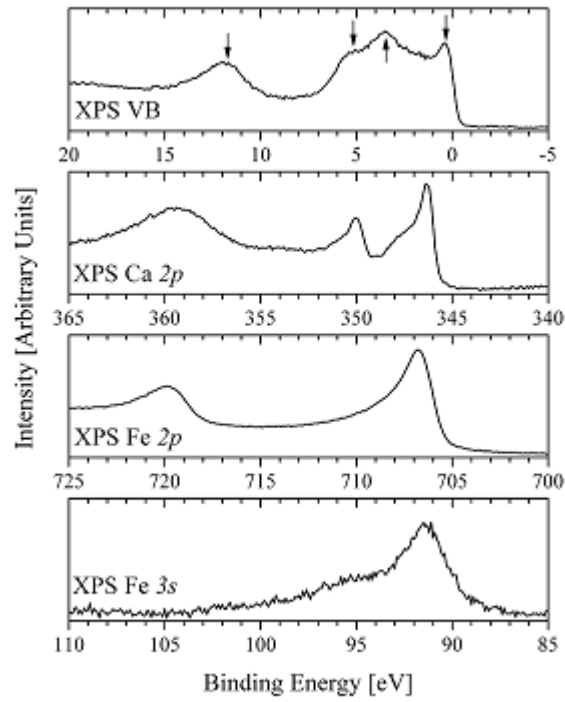 XPS VB
20 15 10 5 0 -5
XPS Ca 2p
365 360 355 350 345 340
XPS Fe 2p
725 720 715 710 705 700
XPS Fe 3s
110 105 100 95 90 85
Binding Energy [eV]
Intensity [Arbitrary Units]